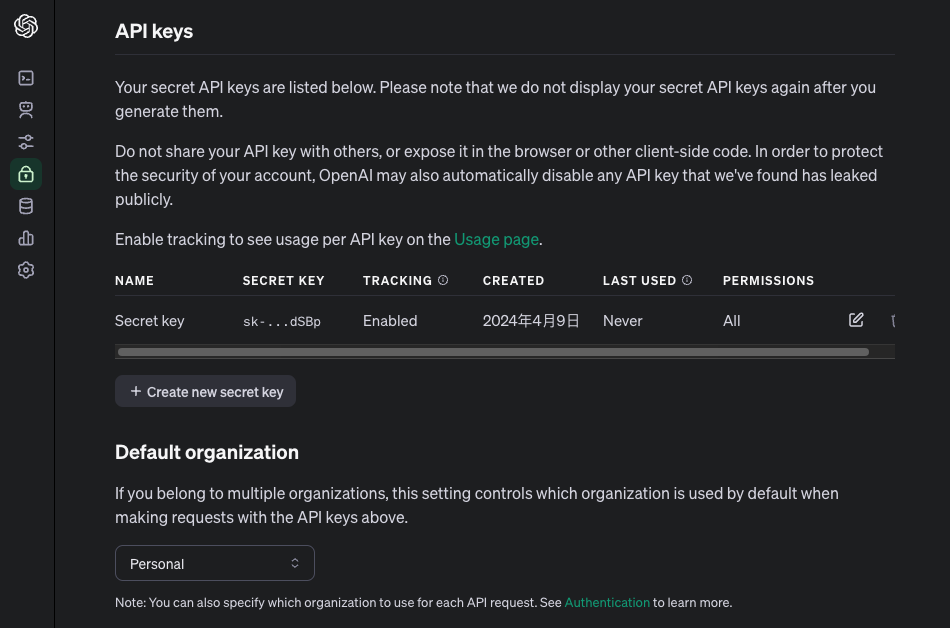 API keys
Your secret API keys are listed below. Please note that we do not display your secret API keys again after you
generate them.
Do not share your API key with others, or expose it in the browser or other client-side code. In order to protect
the security of your account, OpenAI may also automatically disable any API key that we've found has leaked
publicly.
Enable tracking to see usage per API key on the Usage page.
NAME SECRET KEY TRACKING CREATED LAST USED PERMISSIONS
Secret key sk-...dSBp Enabled 2024年4月9日 Never All
+ Create new secret key
Default organization
If you belong to multiple organizations, this setting controls which organization is used by default when
making requests with the API keys above.
Personal
Note: You can also specify which organization to use for each API request. See Authentication to learn more.